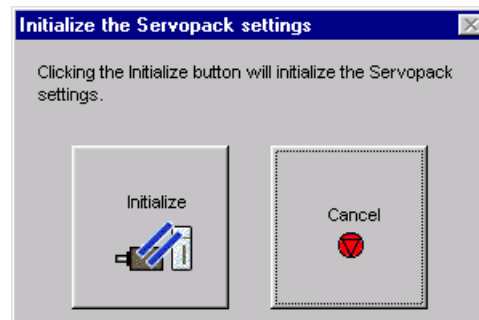 Initialize the Servopack settings
Clicking the Initialize button will initialize the Servopack
settings.
Initialize
Cancel